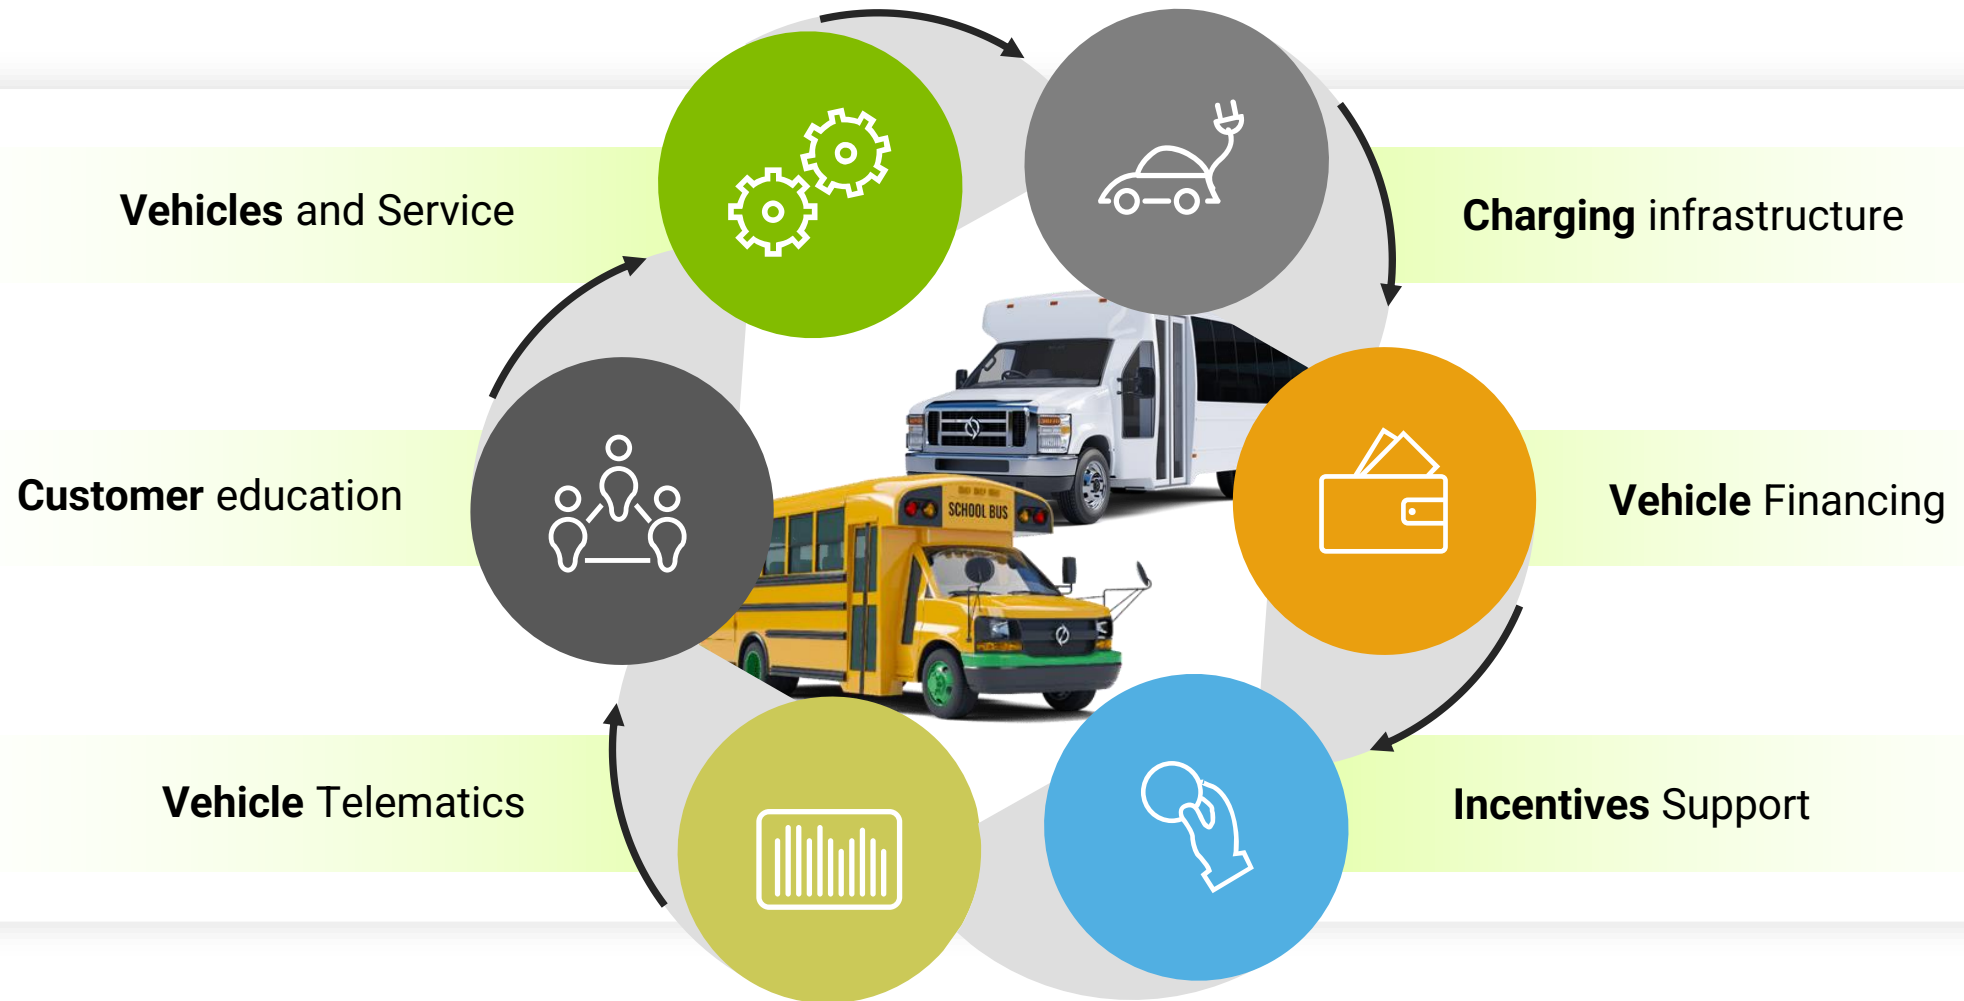 Vehicles and Service
Charging infrastructure
Customer education
Vehicle Financing
SCHOOL BUS
Vehicle Telematics
Incentives Support